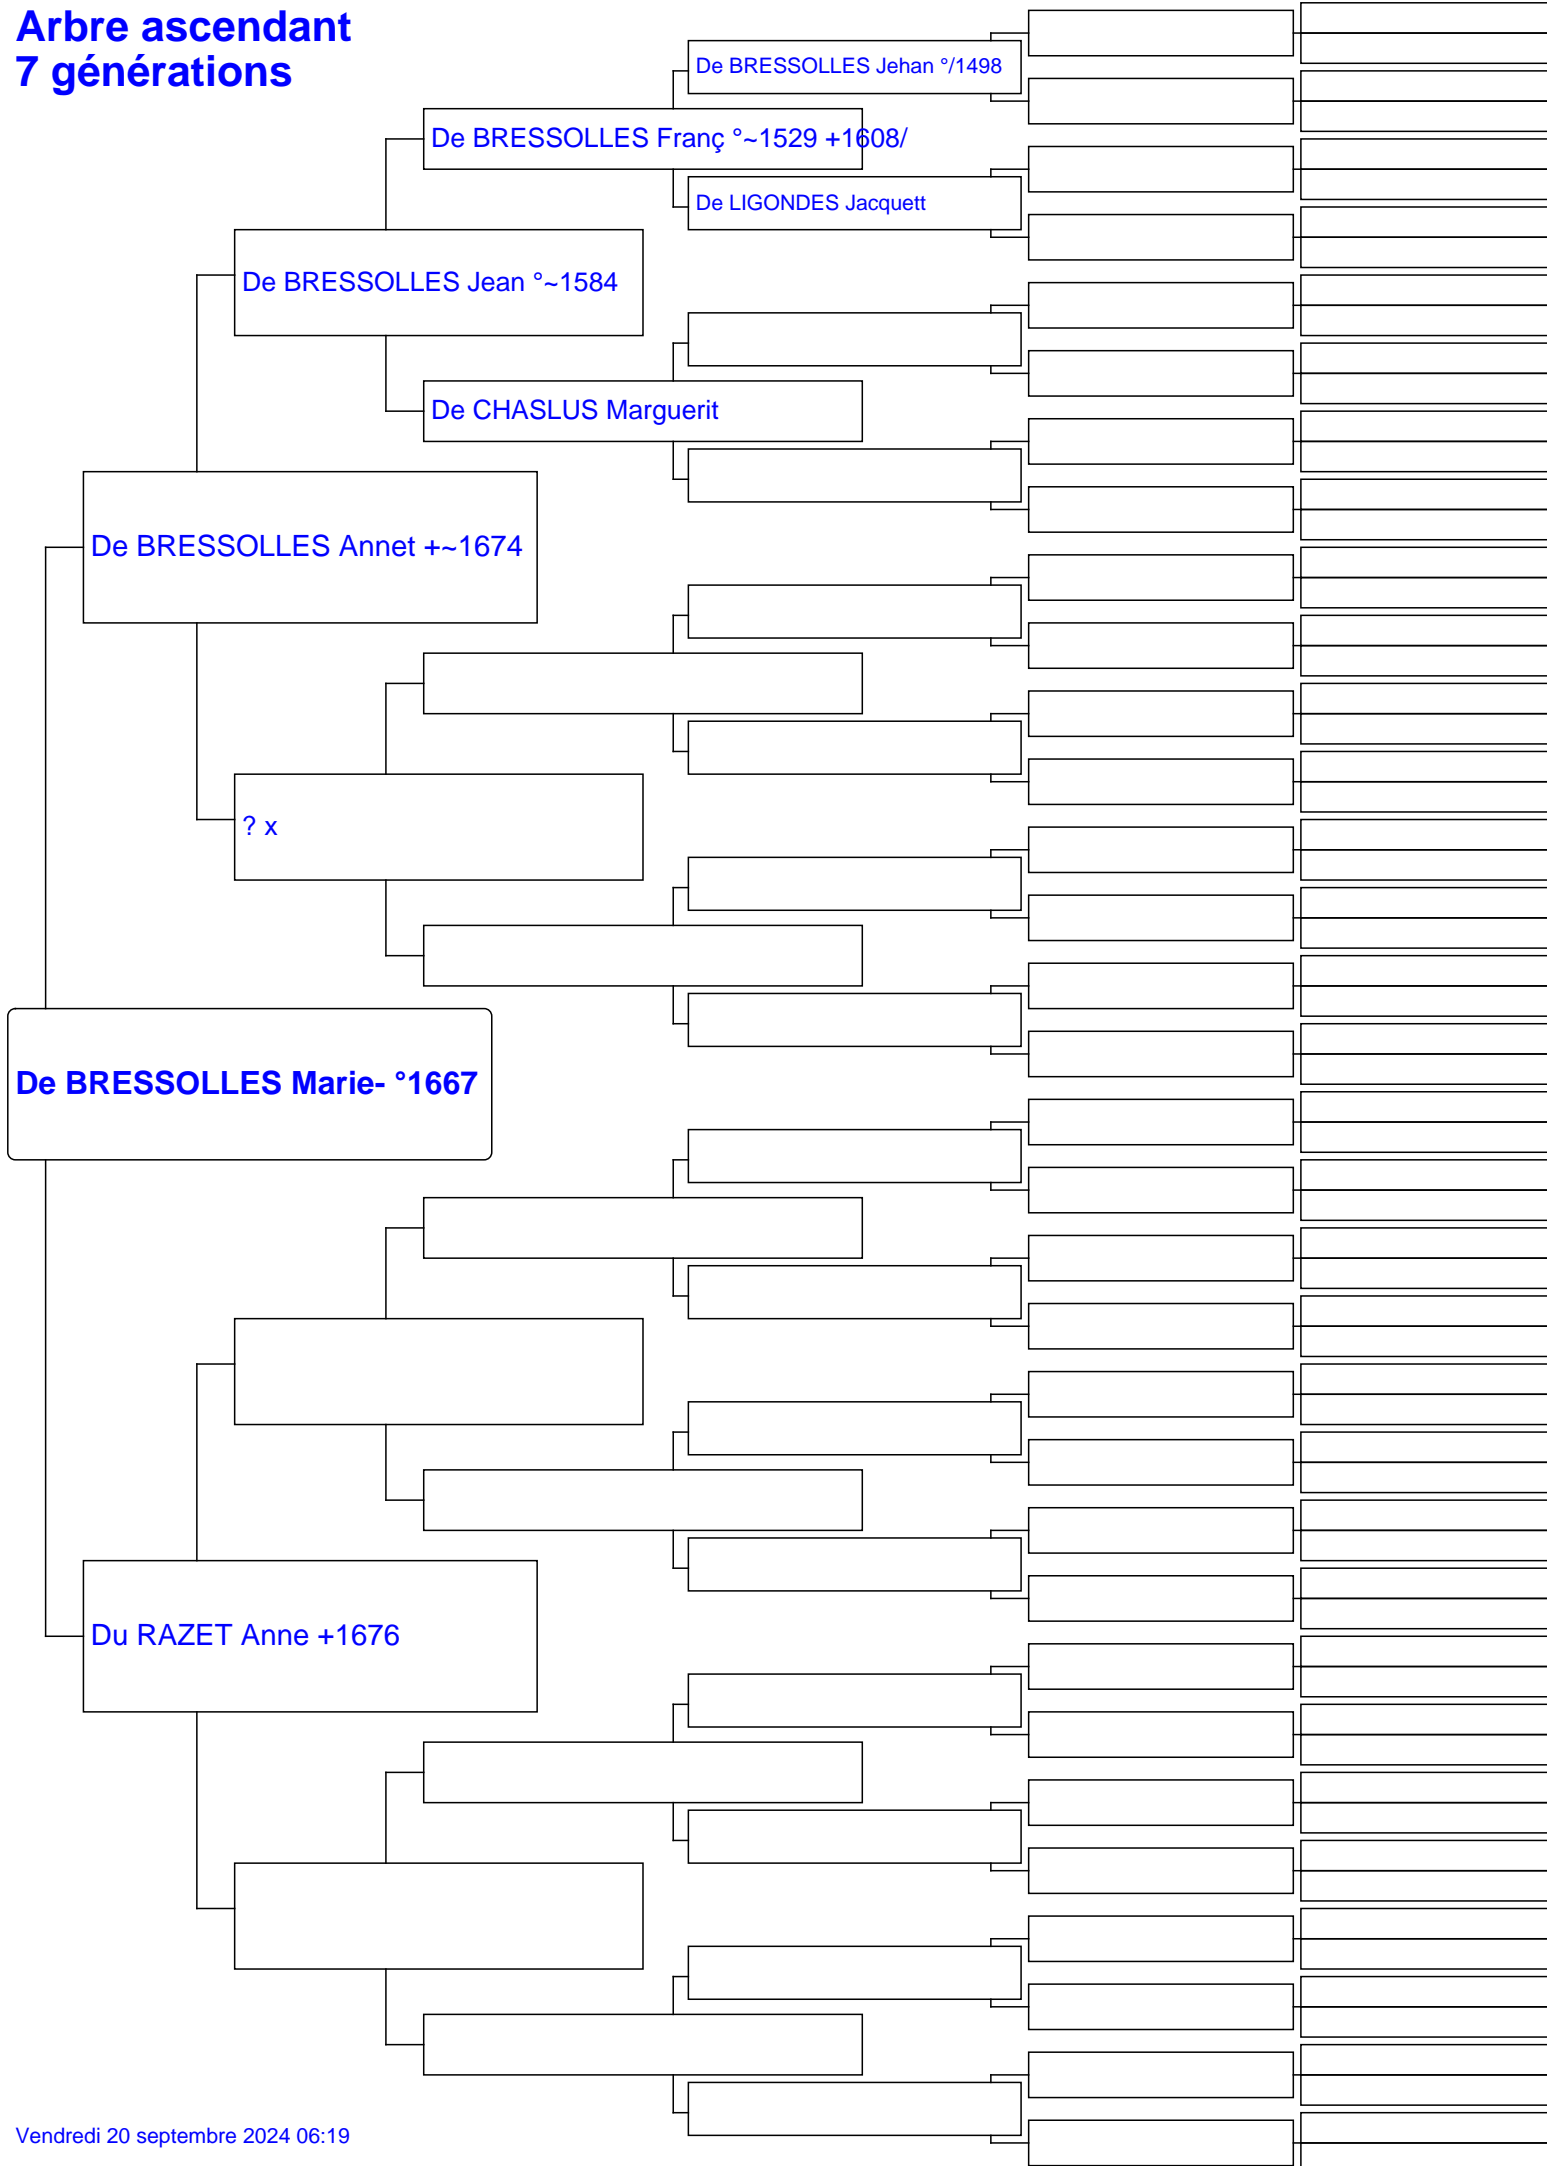 Arbre ascendant
7 générations
De BRESSOLLES Jehan °/1498
De BRESSOLLES Franç °~1529 +1608/
De LIGONDES Jacquett
De BRESSOLLES Jean °~1584
De CHASLUS Marguerit
De BRESSOLLES Annet +~1674
? x
De BRESSOLLES Marie- °1667
Du RAZET Anne +1676
Vendredi 20 septembre 2024 06:19